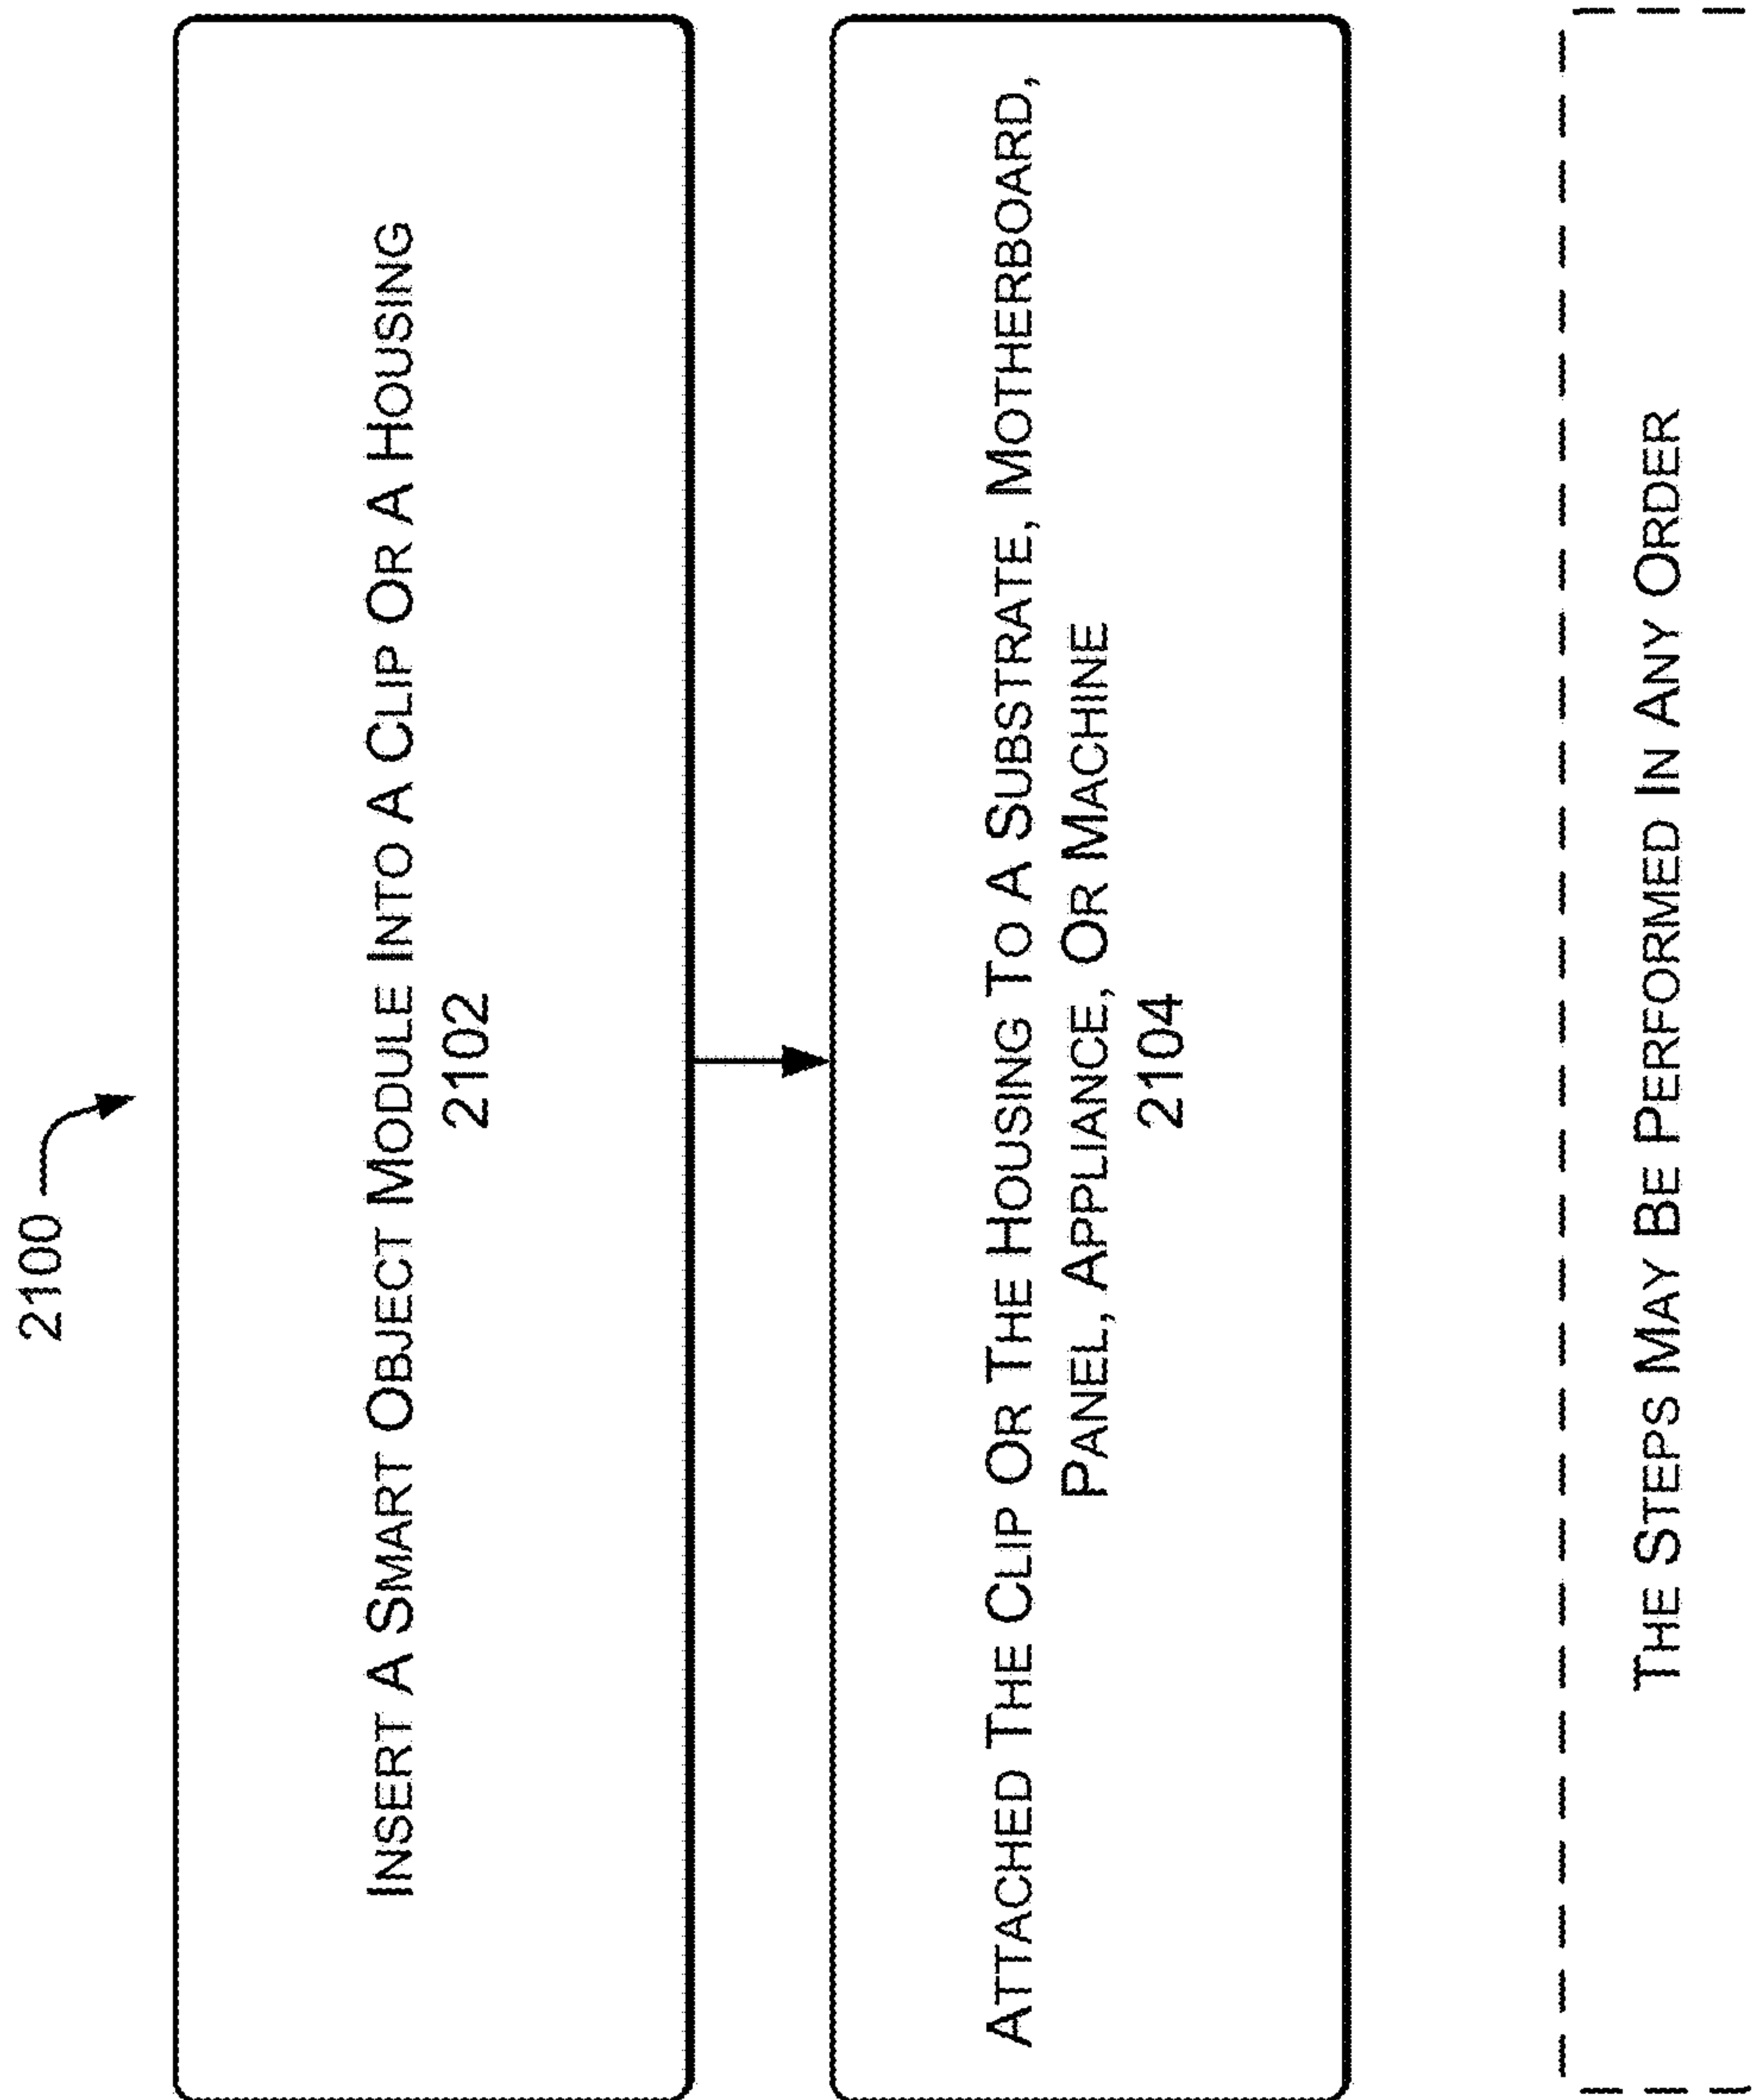 2100
INSERT A SMART OBJECT MODULE INTO A CLIP OR A HOUSING
2102
ATTACHED THE CLIP OR THE HOUSING TO A SUBSTRATE, MOTHERBOARD,
PANEL, APPLIANCE, OR MACHINE
2104
THE STEPS MAY BE PERFORMED IN ANY ORDER